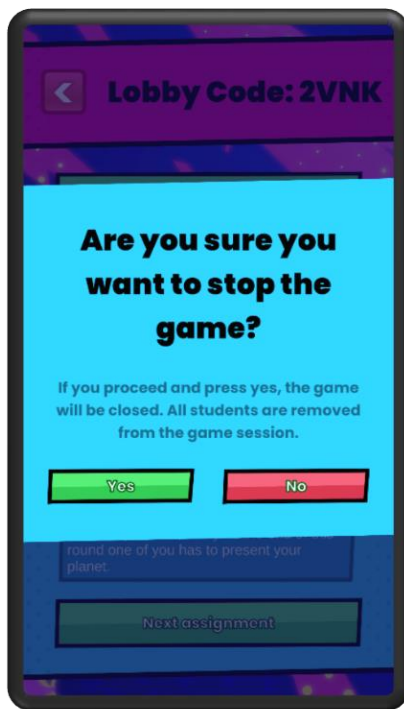 Lobby Code: 2VNK
Are you sure you
want to stop the
game?
If you proceed and press yes, the game
will be closed. All students are removed
from the game session.
Yes
No
round one of you has to present your
planet.
Next assignment